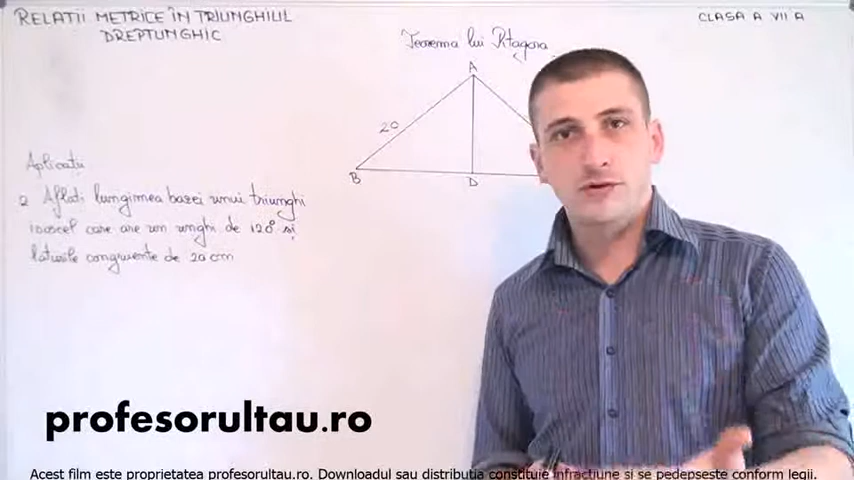 RELATII METRICE ÎN TRIUNGHIUL
DREPTUNGHIC
CLASA A VII A
Teorema lui Pitagora
A
20
B
D
Aplicatii
2 Aflati lungimea bazei unui triunghi
isoscel care are un unghi de 120° și
laturile congruente de 20 cm
profesorultau.ro
Acest film este proprietatea profesorultau.ro. Downloadul sau distributia constituie infractiune si se pedepseste conform legii.